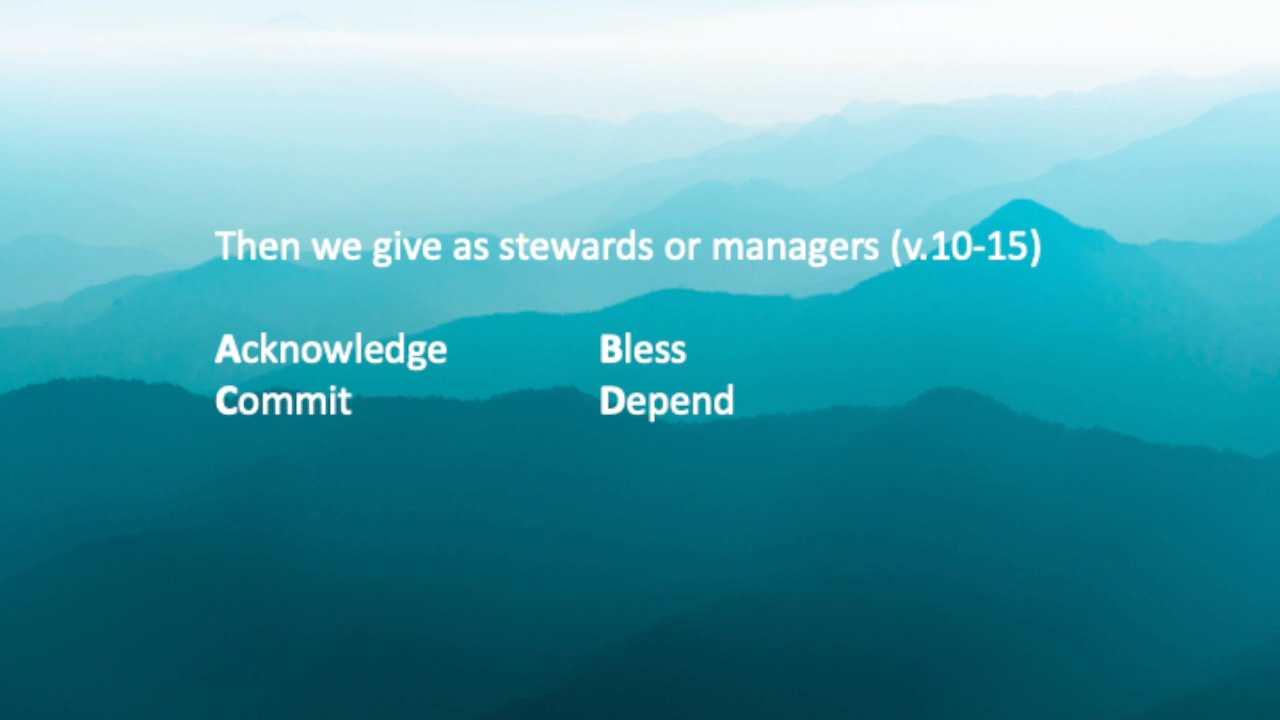 Then we give as stewards or managers (v.10-15)
Acknowledge Bless
Commit Depend